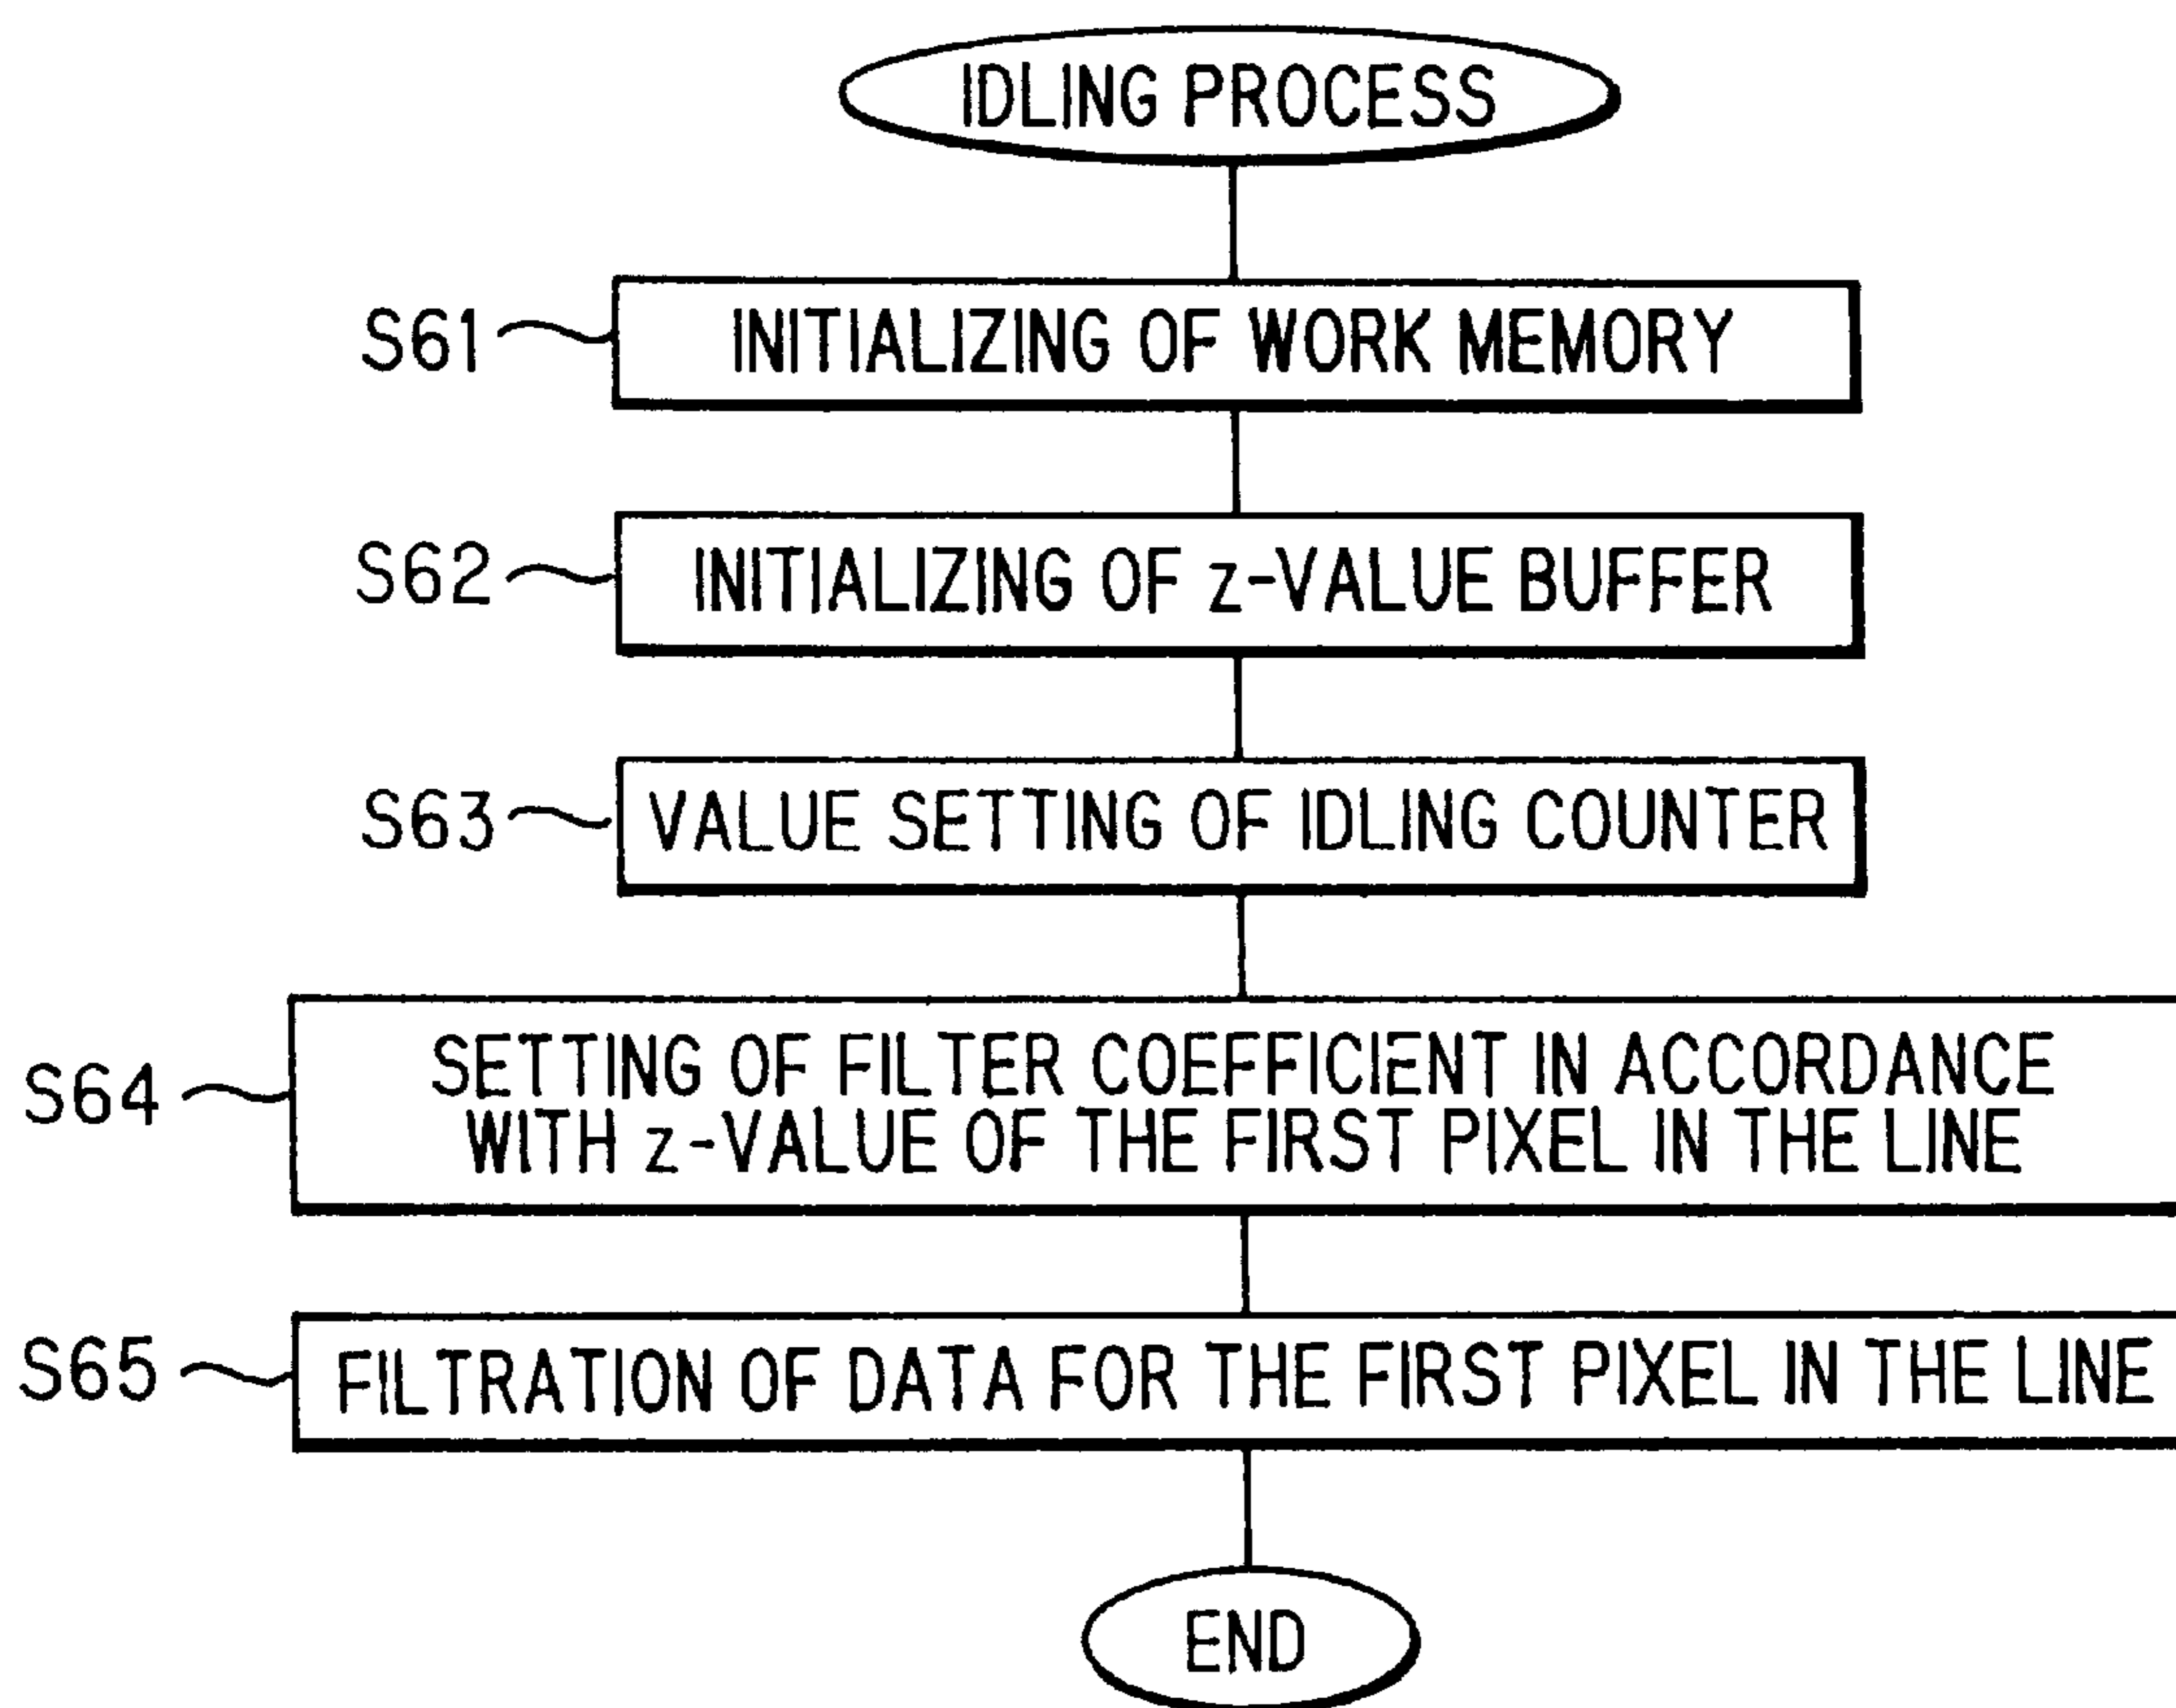 IDLING PROCESS
S61
INITIALIZING OF WORK MEMORY
S62
INITIALIZING OF z-VALUE BUFFER
S63
VALUE SETTING OF IDLING COUNTER
S64
SETTING OF FILTER COEFFICIENT IN ACCORDANCE
WITH z-VALUE OF THE FIRST PIXEL IN THE LINE
S65
FILTRATION OF DATA FOR THE FIRST PIXEL IN THE LINE
END